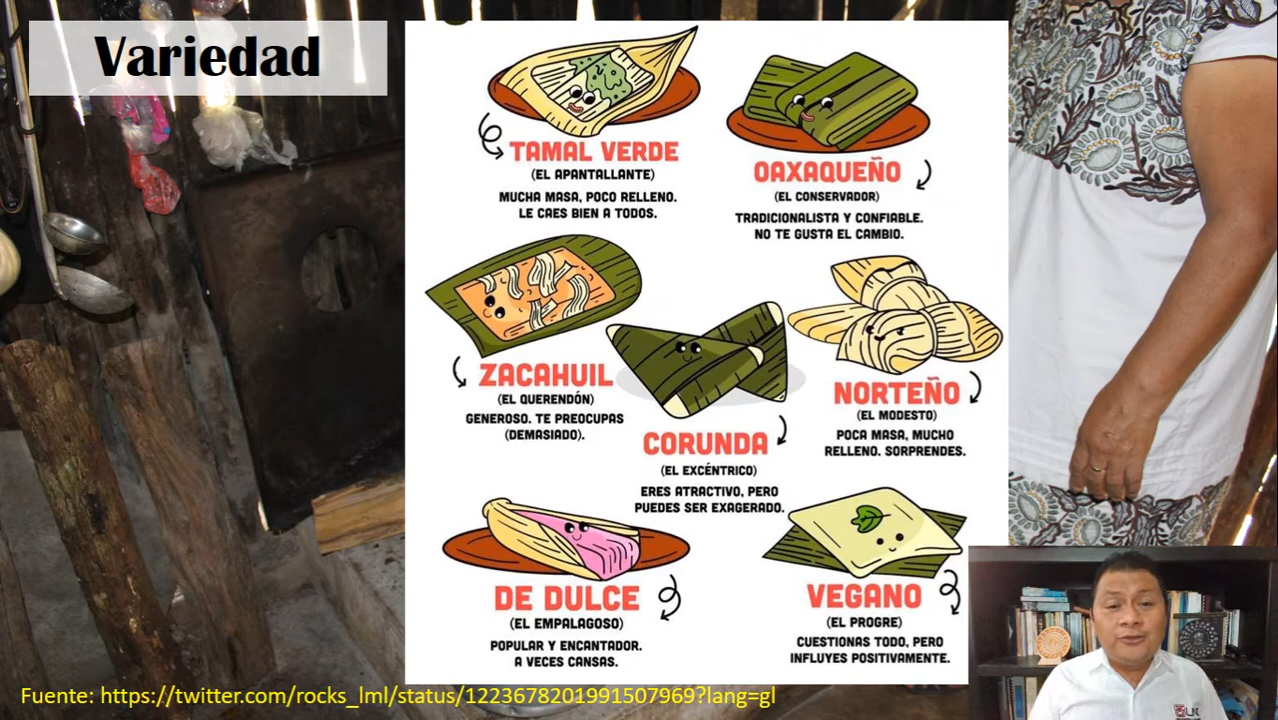 Variedad
TAMAL VERDE
(EL APANTALLANTE)
MUCHA MASA, POCO RELLENO.
LE CAES BIEN A TODOS.
OAXAQUEÑO
(EL CONSERVADOR)
TRADICIONALISTA Y CONFIABLE.
NO TE GUSTA EL CAMBIO.
ZACAHUIL
(EL QUERENDÓN)
GENEROSO. TE PREOCUPAS
(DEMASIADO).
CORUNDA
(EL EXCÉNTRICO)
ERES ATRACTIVO, PERO
PUEDES SER EXAGERADO.
NORTEÑO
(EL MODESTO)
POCA MASA, MUCHO
RELLENO. SORPRENDES.
DE DULCE
(EL EMPALAGOSO)
POPULAR Y ENCANTADOR.
A VECES CANSAS.
VEGANO
(EL PROGRE)
CUESTIONAS TODO, PERO
INFLUYES POSITIVAMENTE.
Fuente: https://twitter.com/rocks_lml/status/1223678201991507969?lang=gl